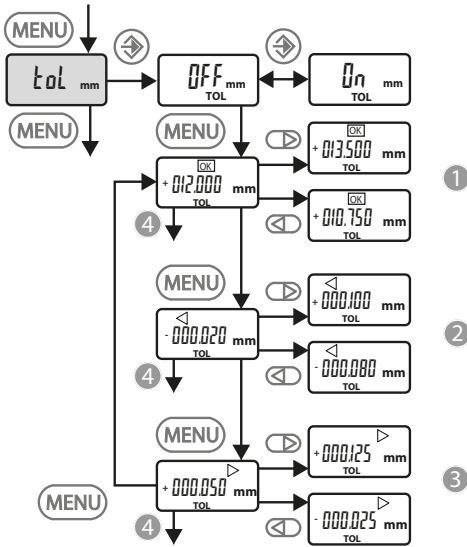 MENU
toL mm
OFF mm
TOL
On mm
TOL
MENU
MENU
OK
+ 013.500 mm
TOL
1
OK
+ 012.000 mm
TOL
OK
+ 010.750 mm
TOL
4
MENU
+ 000.100 mm
TOL
2
- 000.020 mm
TOL
- 000.080 mm
TOL
4
MENU
+ 000.125 mm
TOL
3
+ 000.050 mm
TOL
MENU
- 000.025 mm
TOL
4